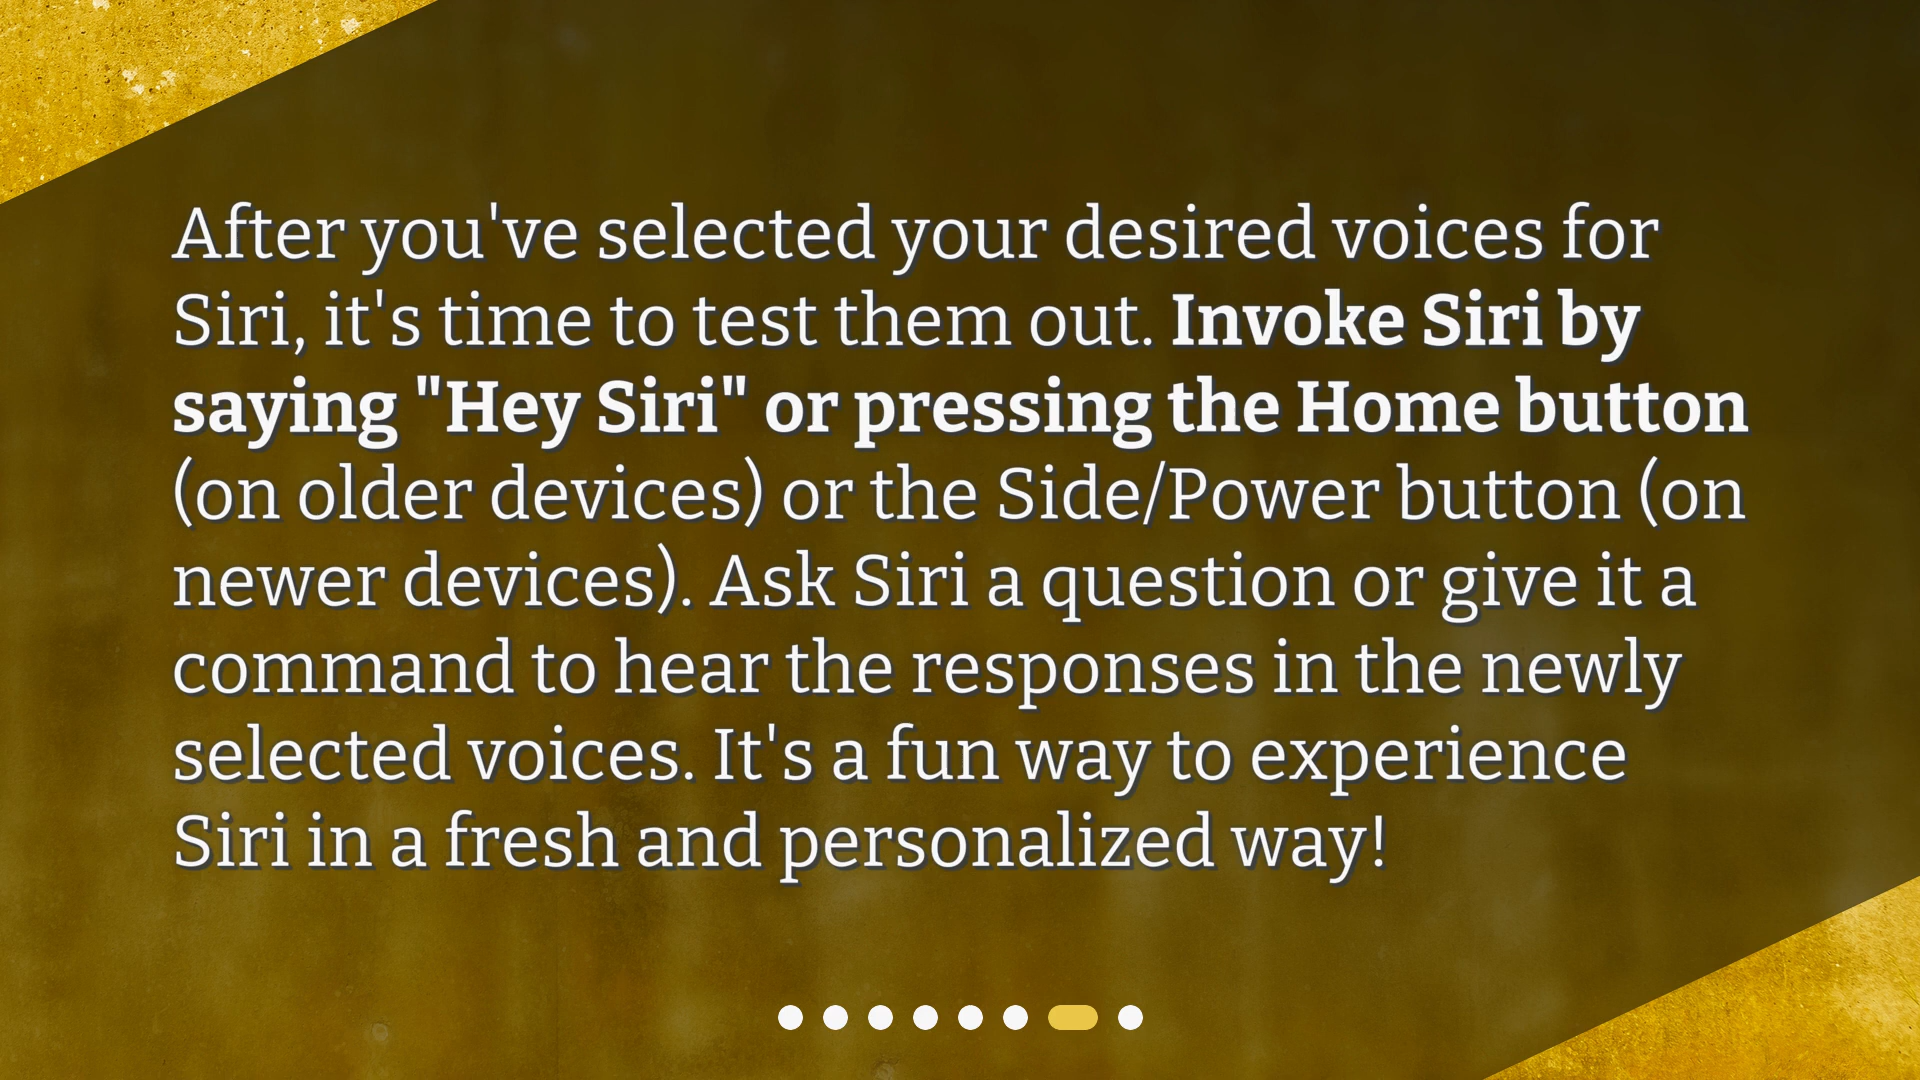 After you've selected your desired voices for
Siri, it's time to test them out. Invoke Siri by
saying "Hey Siri" or pressing the Home button
(on older devices) or the Side/Power button (on
newer devices). Ask Siri a question or give it a
command to hear the responses in the newly
selected voices. It's a fun way to experience
Siri in a fresh and personalized way!